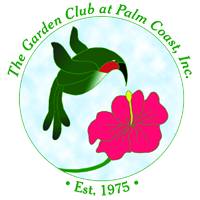 The Garden Club at Palm Coast, Inc.
• Est. 1975 •